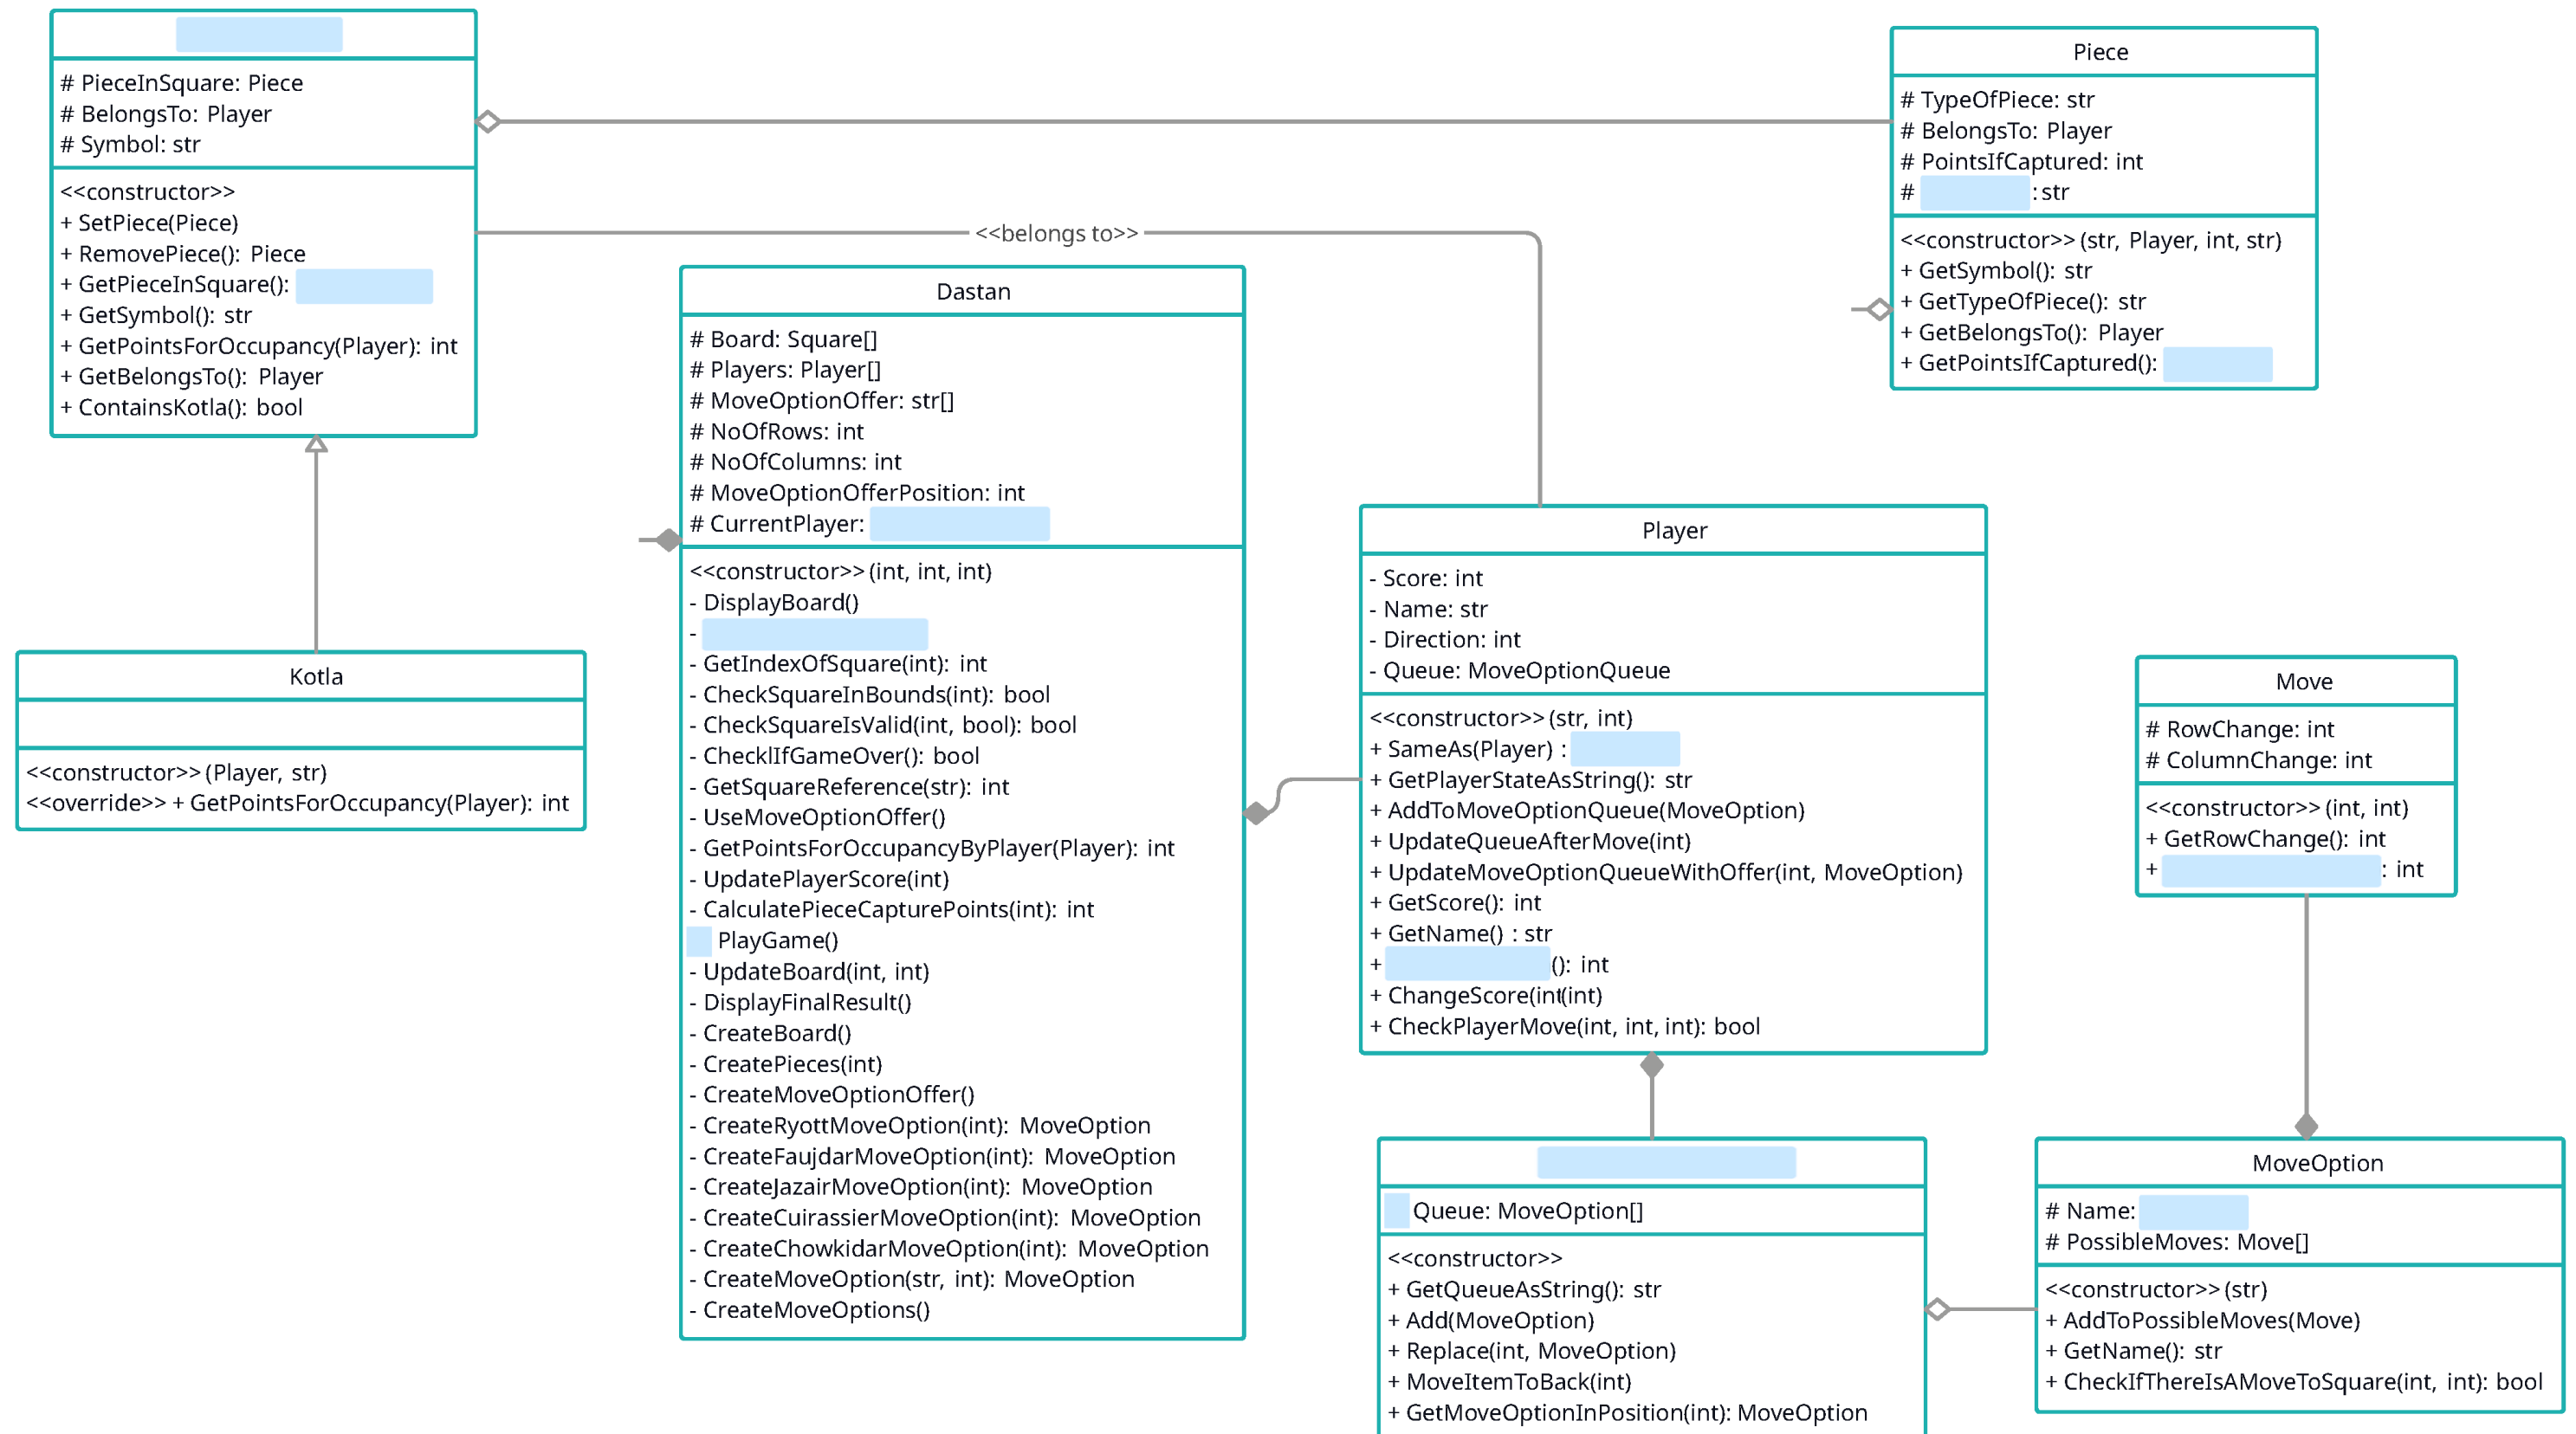 # PieceInSquare: Piece
# BelongsTo: Player
# Symbol: str
<<constructor>>
+ SetPiece(Piece)
+ RemovePiece(): Piece
+ GetPieceInSquare():
+ GetSymbol(): str
+ GetPointsForOccupancy(Player): int
+ GetBelongsTo(): Player
+ ContainsKotla(): bool
Piece
# TypeOfPiece: str
# BelongsTo: Player
# PointsIfCaptured: int
# : str
<<constructor>> (str, Player, int, str)
+ GetSymbol(): str
+ GetTypeOfPiece(): str
+ GetBelongsTo(): Player
+ GetPointsIfCaptured():
<<belongs to>>
Dastan
# Board: Square[]
# Players: Player[]
# MoveOptionOffer: str[]
# NoOfRows: int
# NoOfColumns: int
# MoveOptionOfferPosition: int
# CurrentPlayer:
<<constructor>> (int, int, int)
- DisplayBoard()
-
- GetIndexOfSquare(int): int
- CheckSquareInBounds(int): bool
- CheckSquareIsValid(int, bool): bool
- ChecklIfGameOver(): bool
- GetSquareReference(str): int
- UseMoveOptionOffer()
- GetPointsForOccupancyByPlayer(Player): int
- UpdatePlayerScore(int)
- CalculatePieceCapturePoints(int): int
PlayGame()
- UpdateBoard(int, int)
- DisplayFinalResult()
- CreateBoard()
- CreatePieces(int)
- CreateMoveOptionOffer()
- CreateRyottMoveOption(int): MoveOption
- CreateFaujdarMoveOption(int): MoveOption
- CreateJazairMoveOption(int): MoveOption
- CreateCuirassierMoveOption(int): MoveOption
- CreateChowkidarMoveOption(int): MoveOption
- CreateMoveOption(str, int): MoveOption
- CreateMoveOptions()
Kotla
<<constructor>> (Player, str)
<<override>> + GetPointsForOccupancy(Player): int
Player
- Score: int
- Name: str
- Direction: int
- Queue: MoveOptionQueue
<<constructor>> (str, int)
+ SameAs(Player) :
+ GetPlayerStateAsString(): str
+ AddToMoveOptionQueue(MoveOption)
+ UpdateQueueAfterMove(int)
+ UpdateMoveOptionQueueWithOffer(int, MoveOption)
+ GetScore(): int
+ GetName() : str
+ (): int
+ ChangeScore(int(int)
+ CheckPlayerMove(int, int, int): bool
Move
# RowChange: int
# ColumnChange: int
<<constructor>> (int, int)
+ GetRowChange(): int
+ : int
Queue: MoveOption[]
<<constructor>>
+ GetQueueAsString(): str
+ Add(MoveOption)
+ Replace(int, MoveOption)
+ MoveItemToBack(int)
+ GetMoveOptionInPosition(int): MoveOption
MoveOption
# Name:
# PossibleMoves: Move[]
<<constructor>> (str)
+ AddToPossibleMoves(Move)
+ GetName(): str
+ CheckIfThereIsAMoveToSquare(int, int): bool